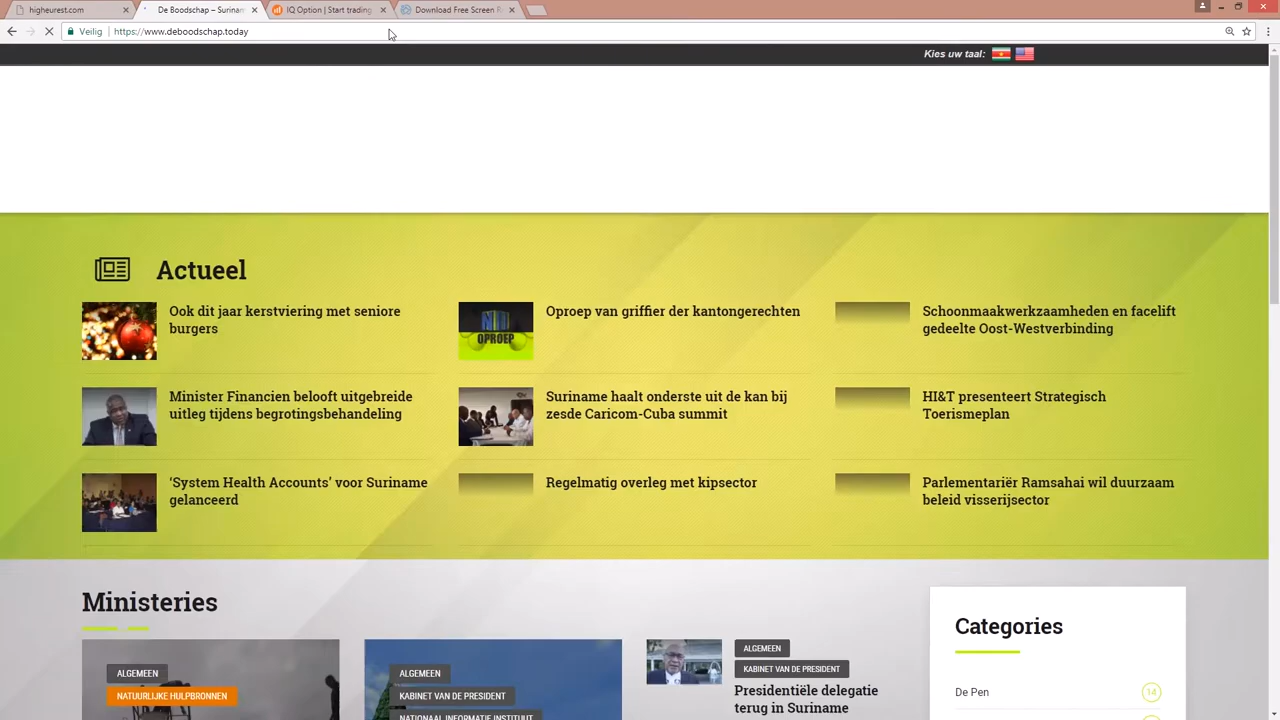 higheurest.com
De Boodschap – Surinam
IQ Option | Start trading
Download Free Screen R
Veilig
https://www.deboodschap.today
Kies uw taal:
Actueel
Ook dit jaar kerstviering met seniore
burgers
Oproep van griffier der kantongerechten
OPROEP
Schoonmaakwerkzaamheden en facelift
gedeelte Oost-Westverbinding
Minister Financien belooft uitgebreide
uitleg tijdens begrotingsbehandeling
Suriname haalt onderste uit de kan bij
zesde Caricom-Cuba summit
HI&T presenteert Strategisch
Toerismeplan
‘System Health Accounts’ voor Suriname
gelanceerd
Regelmatig overleg met kipsector
Parlementariër Ramsahai wil duurzaam
beleid visserijsector
Ministeries
ALGEMEEN
NATUURLIJKE HULPBRONNEN
ALGEMEEN
KABINET VAN DE PRESIDENT
NATIONAAL INFORMATIE INSTITUUT
ALGEMEEN
KABINET VAN DE PRESIDENT
Presidentiële delegatie
terug in Suriname
Categories
De Pen
14